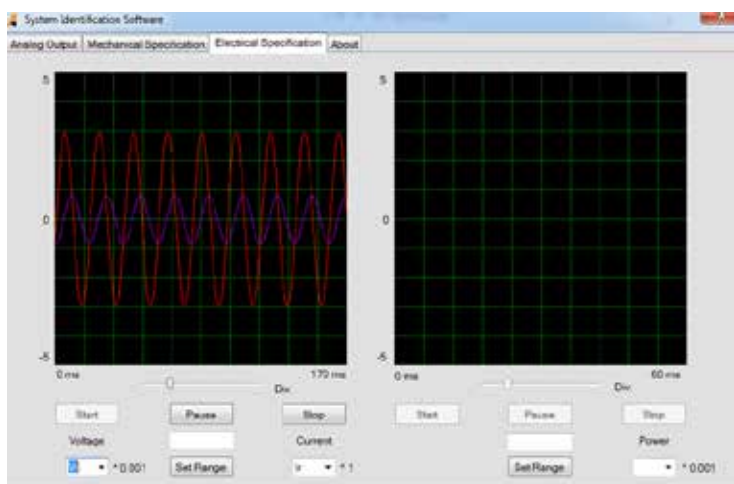 System Identification Software
Analog Output Mechanical Specification Electrical Specification About
5 5
0 0
-5 -5
0 ms 170 ms 0 ms 60 ms
Div Div
Start Pause Stop Start Pause Stop
Voltage Current Power
* 0.001 Set Range * 1 Set Range * 0.001